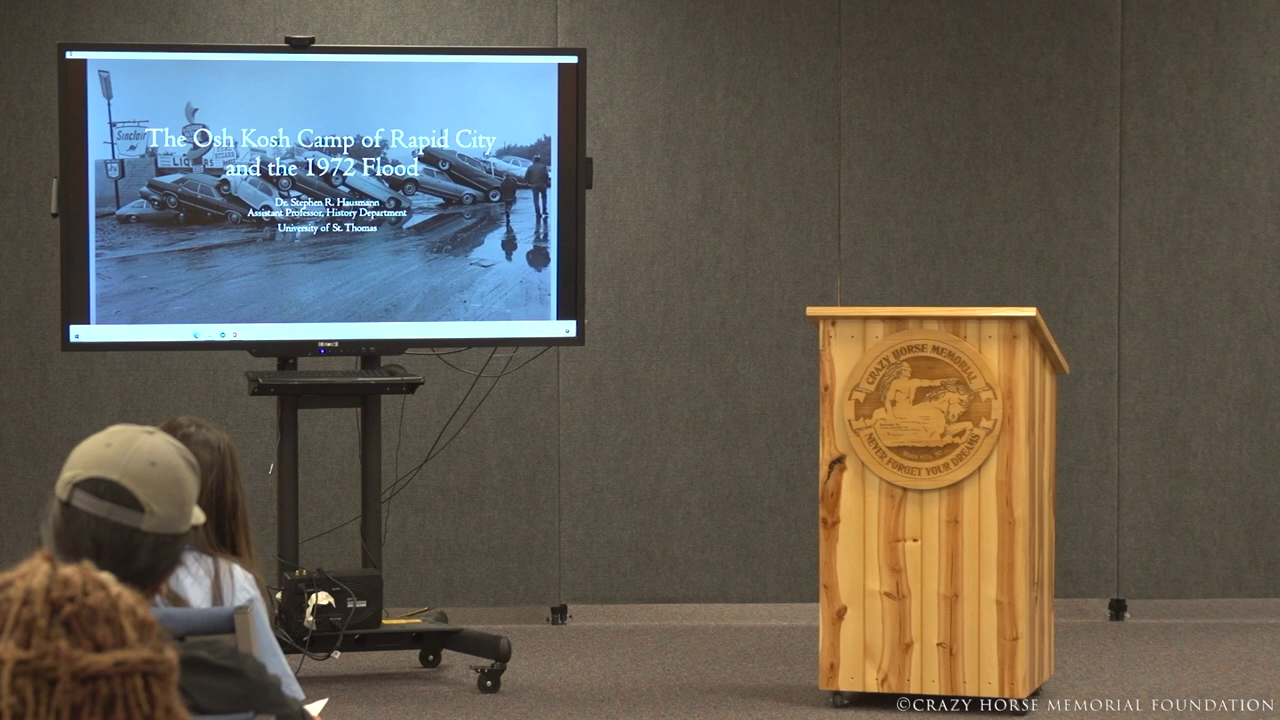 The Osh Kosh Camp of Rapid City
and the 1972 Flood
Dr. Stephen R. Hausmann
Assistant Professor, History Department
University of St. Thomas
Sinclair
LIQUORS
CRAZY HORSE MEMORIAL
NEVER FORGET YOUR DREAMS
©CRAZY HORSE MEMORIAL FOUNDATION